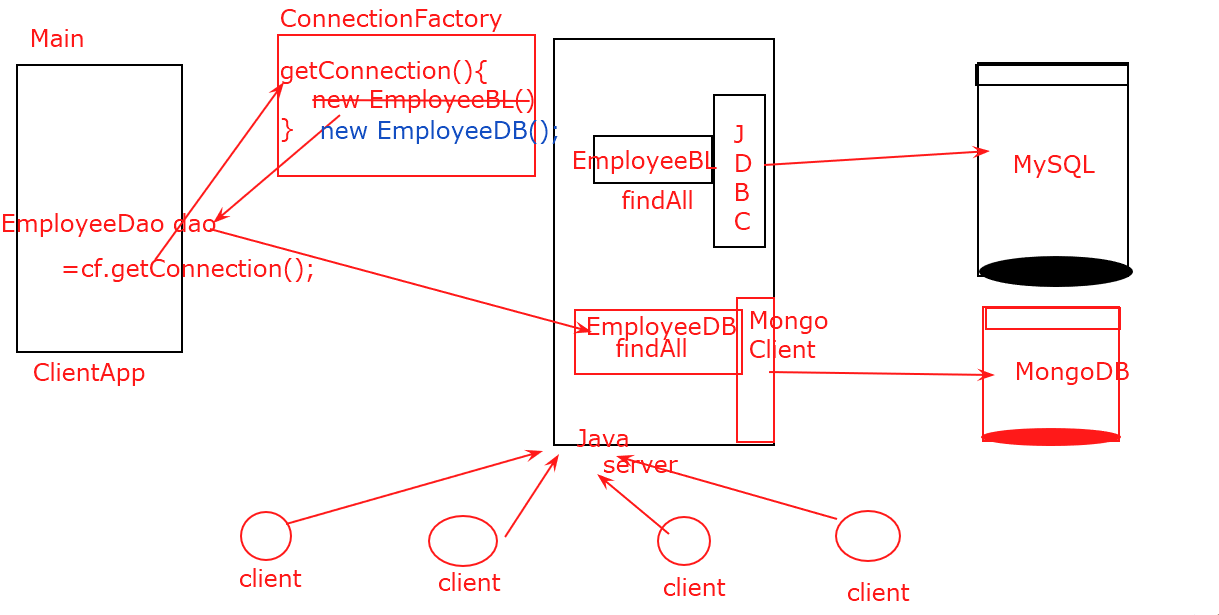 ConnectionFactory
Main
getConnection(){
new EmployeeBL()
} new EmployeeDB();
EmployeeDao dao
=cf.getConnection();
ClientApp
EmployeeBL
findAll
J
D
B
C
MySQL
EmployeeDB
findAll
Mongo
Client
MongoDB
Java
server
client
client
client
client